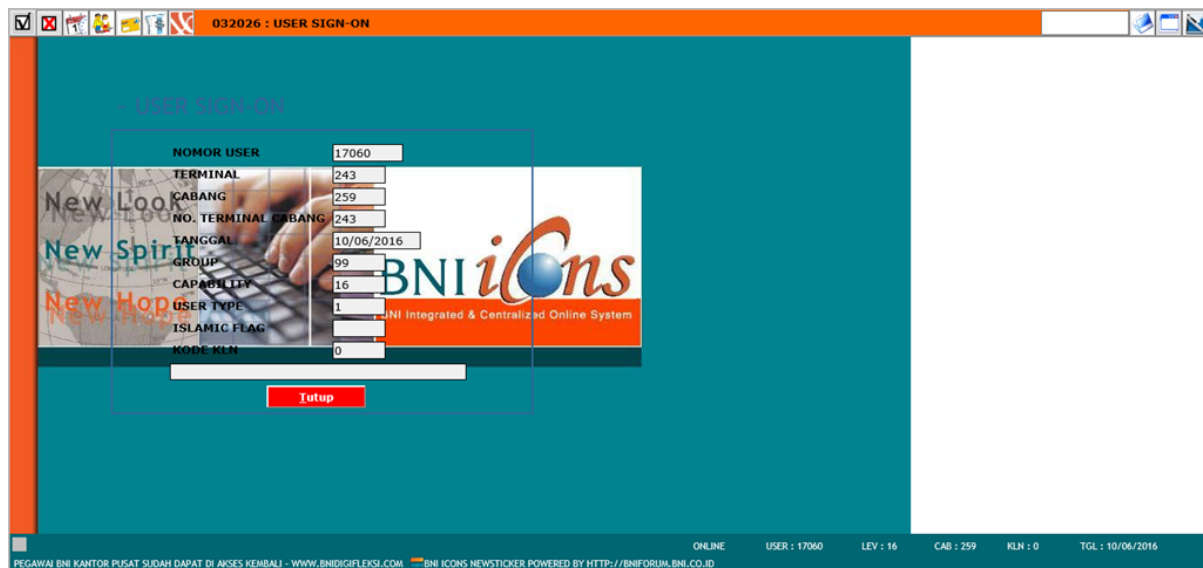 032026 : USER SIGN-ON
- USER SIGN-ON
NOMOR USER 17060
TERMINAL 243
CABANG 259
NO. TERMINAL CABANG 243
TANGGAL 10/06/2016
GROUP 99
CAPABILITY 16
USER TYPE 1
ISLAMIC FLAG
KODE KLN 0
Tutup
New Look
New Spirit
New Hope
BNI icons
BNI Integrated & Centralized Online System
ONLINE USER : 17060 LEV : 16 CAB : 259 KLN : 0 TGL : 10/06/2016
PEGAWAI BNI KANTOR PUSAT SUDAH DAPAT DI AKSES KEMBALI - WWW.BNIDIGIFLEKSI.COM BNI ICONS NEWSTICKER POWERED BY HTTP://BNIFORUM.BNI.CO.ID